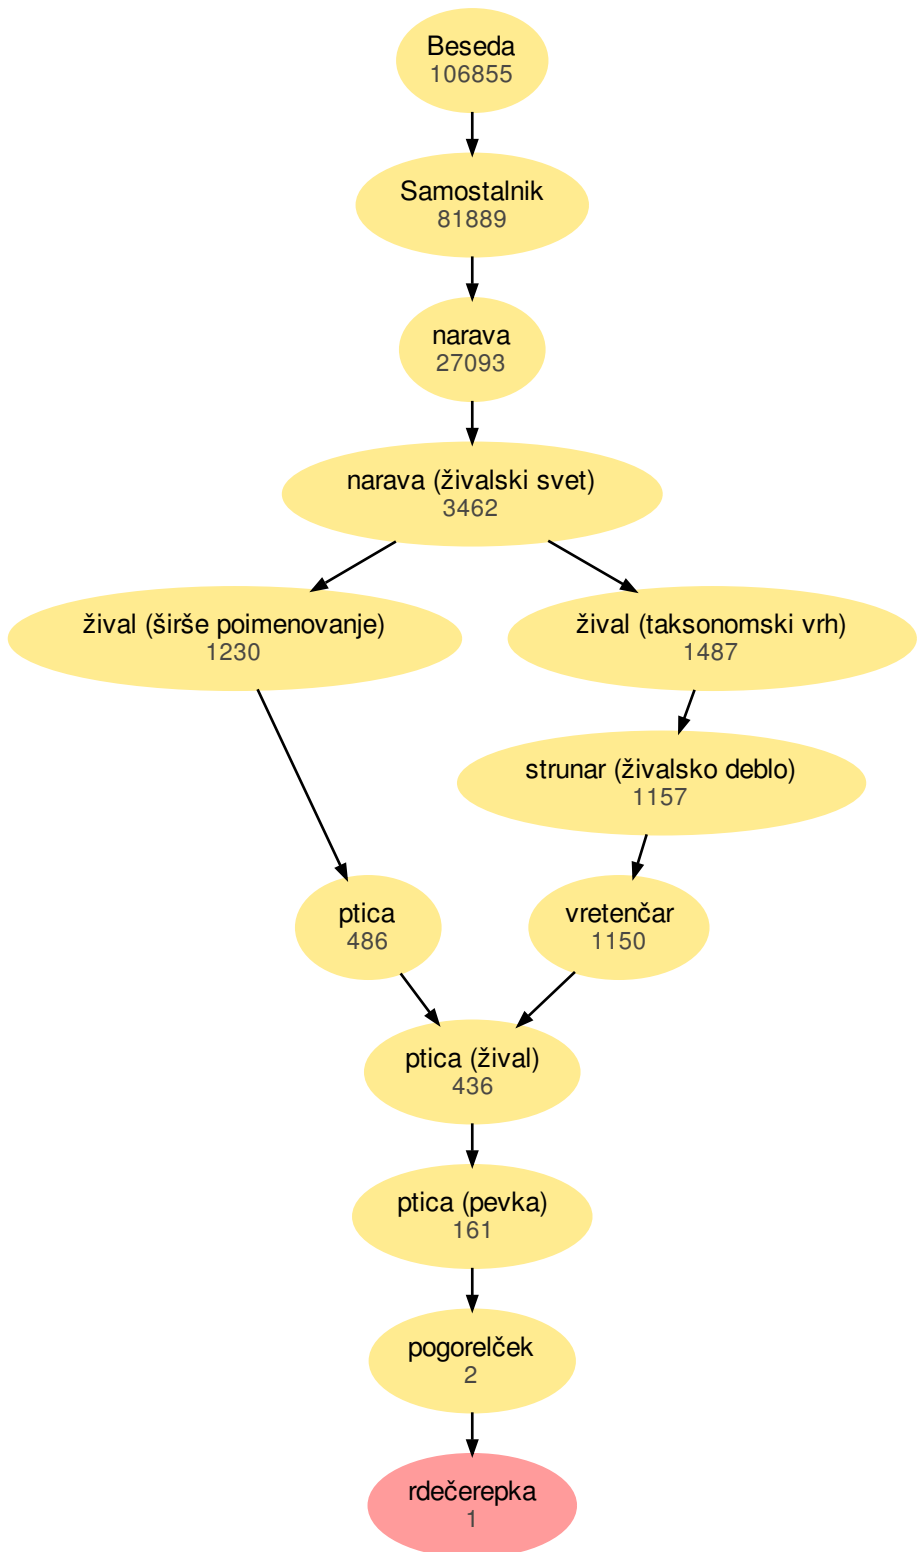 Beseda
106855
Samostalnik
81889
narava
27093
narava (živalski svet)
3462
žival (širše poimenovanje)
1230
žival (taksonomski vrh)
1487
strunar (živalsko deblo)
1157
ptica
486
vretenčar
1150
ptica (žival)
436
ptica (pevka)
161
pogorelček
2
rdečerepka
1